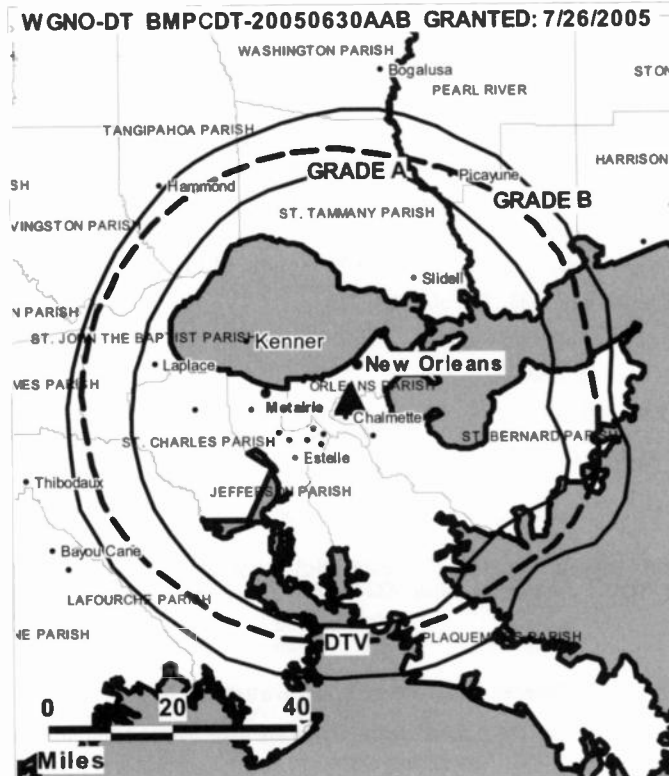 WGNO-DT BMPCDT-20050630AAB GRANTED: 7/26/2005
WASHINGTON PARISH
Bogalusa
STON
PEARL RIVER
TANGIPAHOA PARISH
HARRISON
GRADE A
Picayune
SH
Hammond
GRADE B
VINGSTON PARISH
ST. TAMMANY PARISH
Slidell
N PARISH
ST. JOHN THE BAPTIST PARISH
Kenner
New Orleans
Laplace
MES PARISH
ORLEANS PARISH
Metairie
Chalmette
ST. CHARLES PARISH
ST. BERNARD PARISH
Estelle
Thibodaux
JEFFERSON PARISH
Bayou Cane
LAFOURCHE PARISH
NE PARISH
DTV
PLAQUEMINES PARISH
0 20 40
Miles